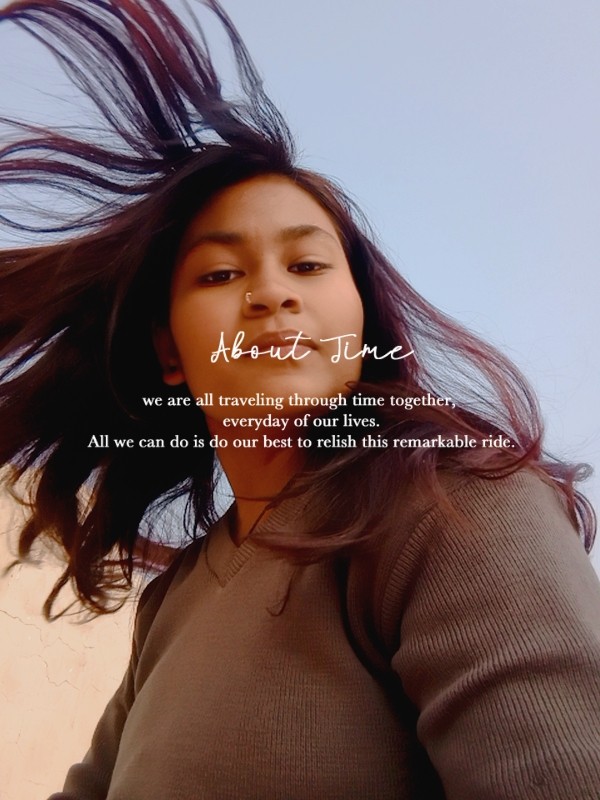 About Time
we are all traveling through time together,
everyday of our lives.
All we can do is do our best to relish this remarkable ride.